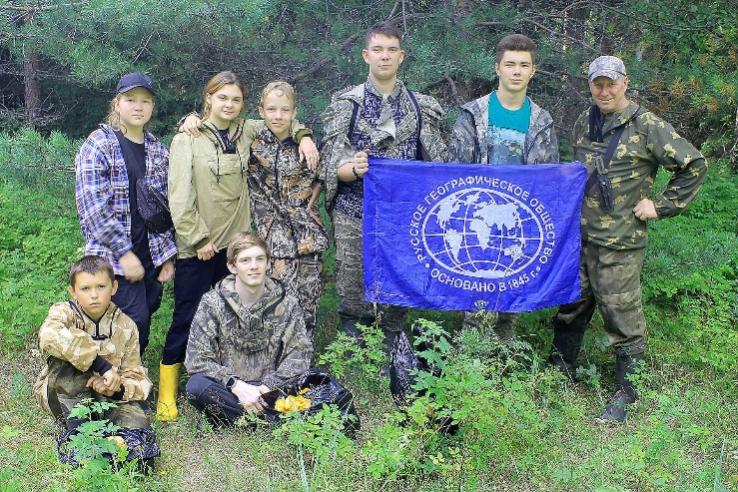 РУССКОЕ ГЕОГРАФИЧЕСКОЕ ОБЩЕСТВО
• ОСНОВАНО В 1845 Г. •